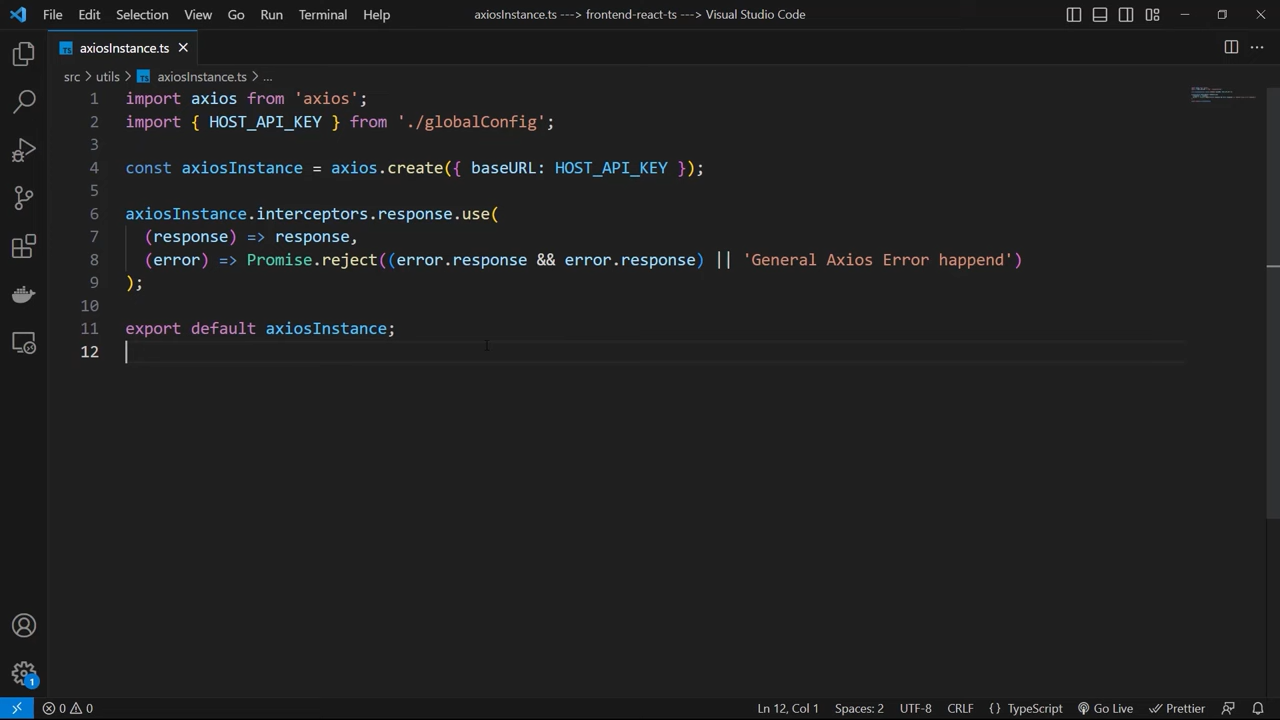 File Edit Selection View Go Run Terminal Help axiosInstance.ts ---> frontend-react-ts ---> Visual Studio Code
TS axiosInstance.ts
src > utils > TS axiosInstance.ts > ...
1 import axios from 'axios';
2 import { HOST_API_KEY } from './globalConfig';
3
4 const axiosInstance = axios.create({ baseURL: HOST_API_KEY });
5
6 axiosInstance.interceptors.response.use(
7 (response) => response,
8 (error) => Promise.reject((error.response && error.response) || 'General Axios Error happend')
9 );
10
11 export default axiosInstance;
12
1
0 0 Ln 12, Col 1 Spaces: 2 UTF-8 CRLF {} TypeScript Go Live Prettier